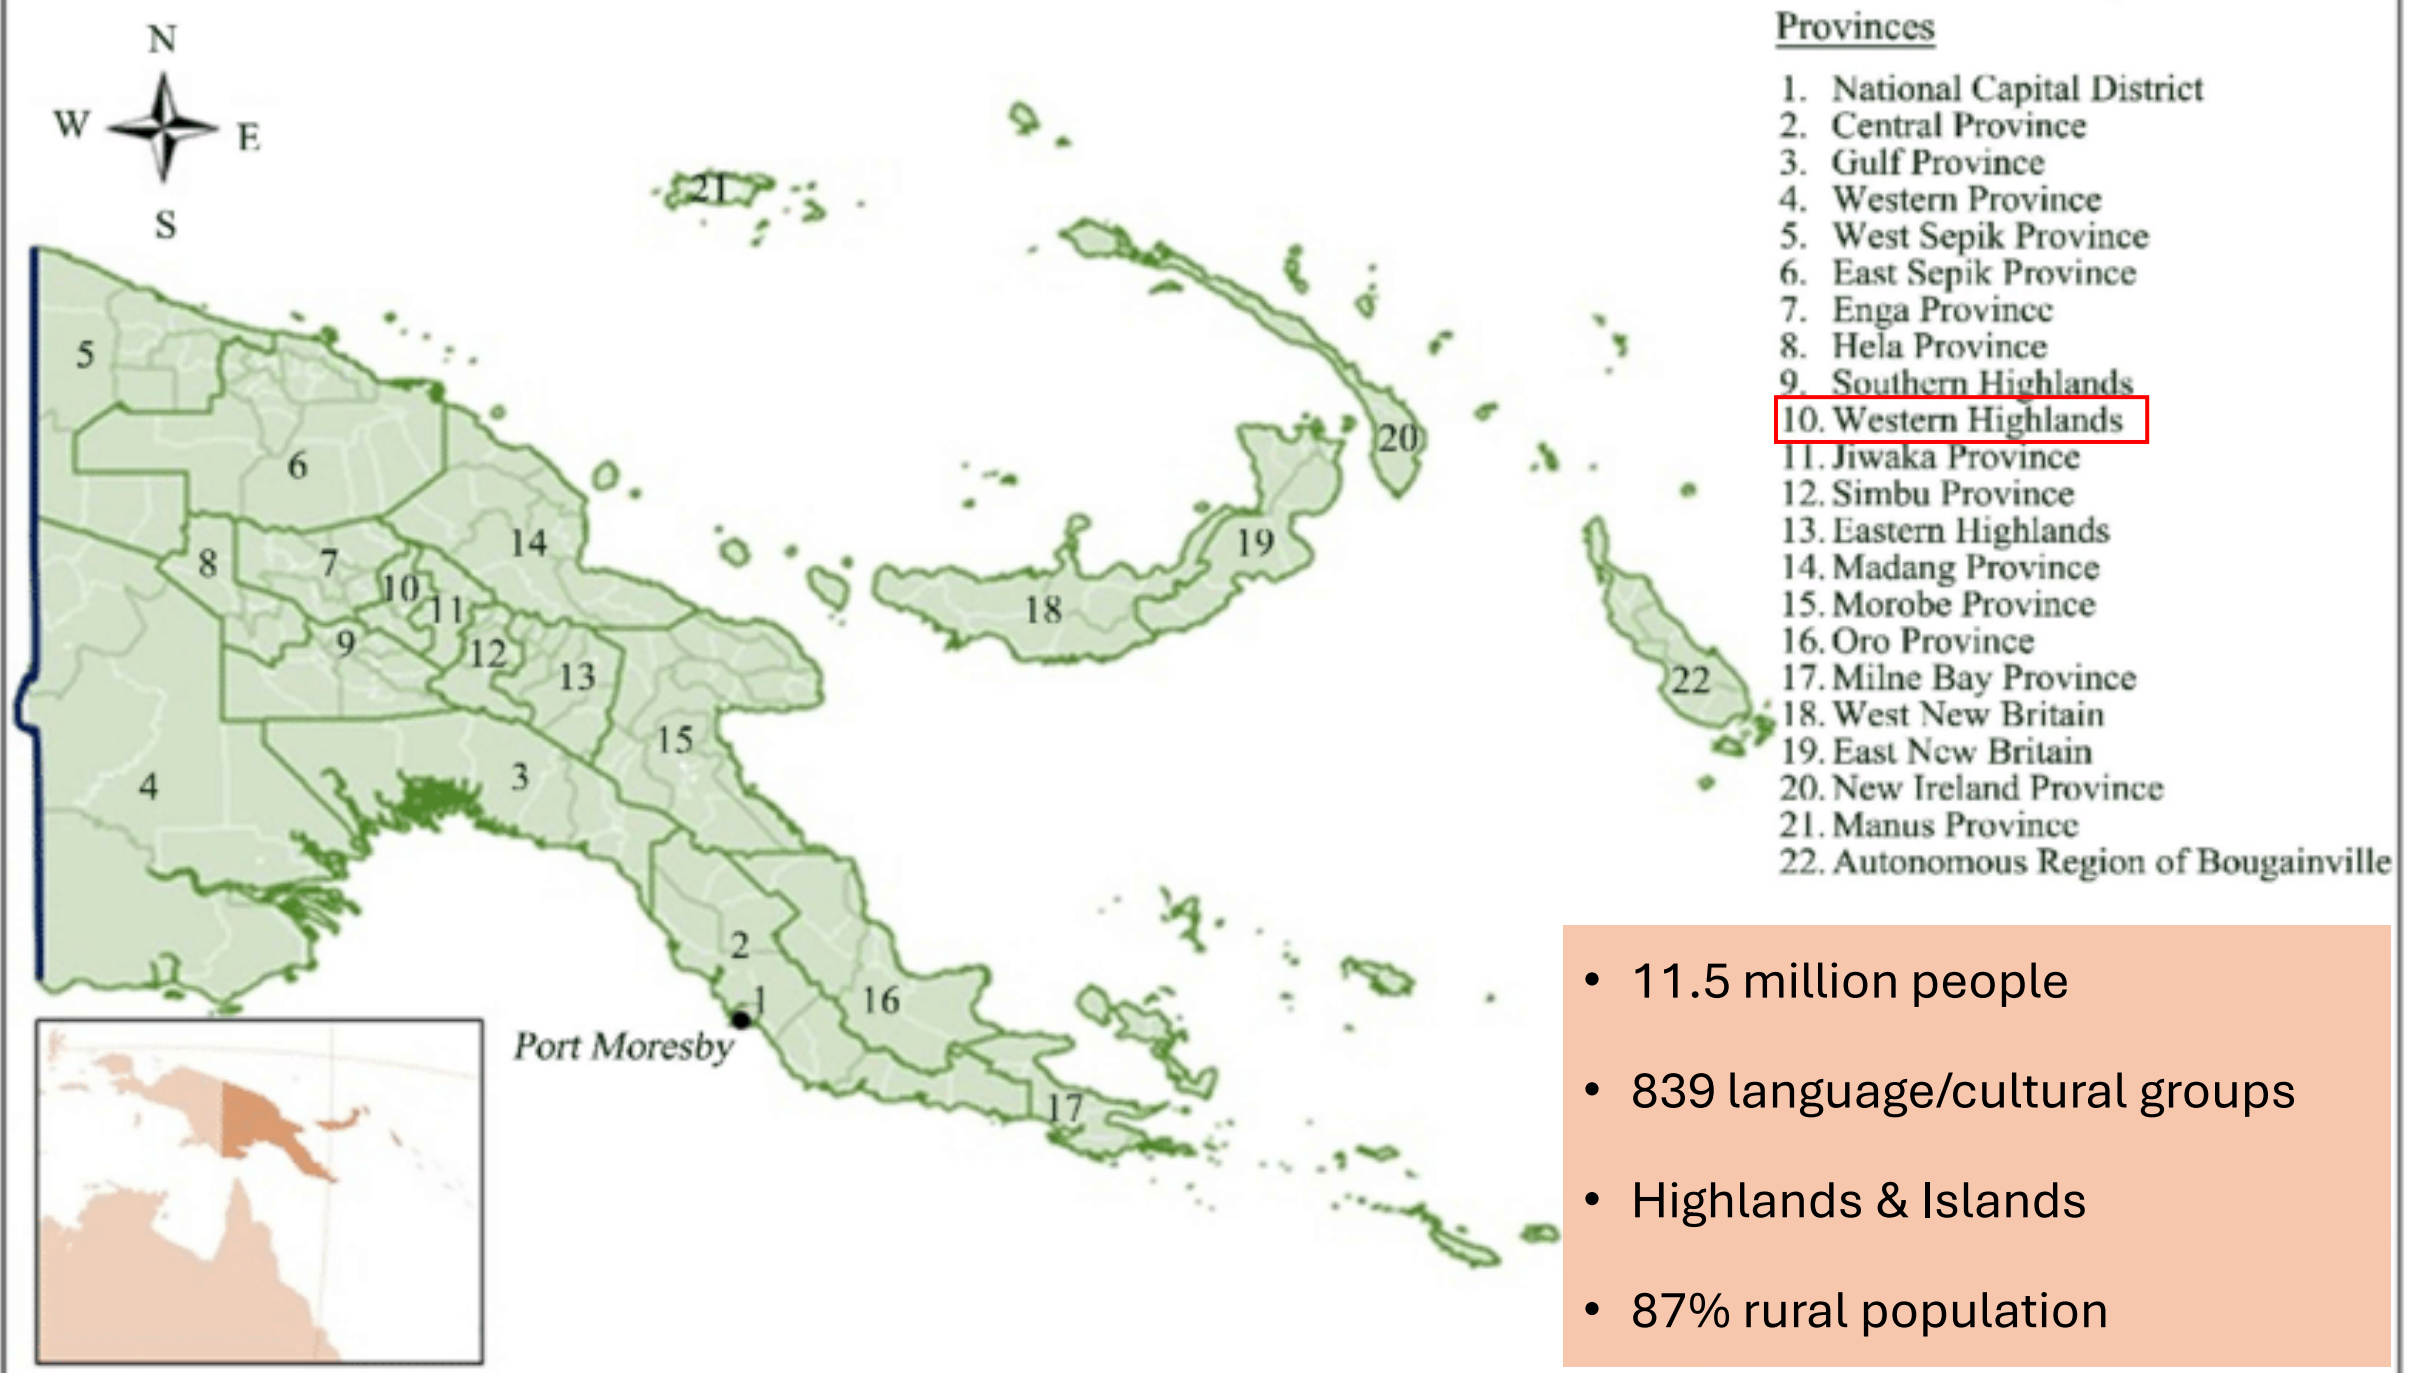 N
W
E
S
21
5
6
14
8
7
10
11
9
12
13
15
4
3
18
19
20
22
2
1
16
17
Port Moresby
Provinces
1. National Capital District
2. Central Province
3. Gulf Province
4. Western Province
5. West Sepik Province
6. East Sepik Province
7. Enga Province
8. Hela Province
9. Southern Highlands
10. Western Highlands
11. Jiwaka Province
12. Simbu Province
13. Eastern Highlands
14. Madang Province
15. Morobe Province
16. Oro Province
17. Milne Bay Province
18. West New Britain
19. East New Britain
20. New Ireland Province
21. Manus Province
22. Autonomous Region of Bougainville
• 11.5 million people
• 839 language/cultural groups
• Highlands & Islands
• 87% rural population